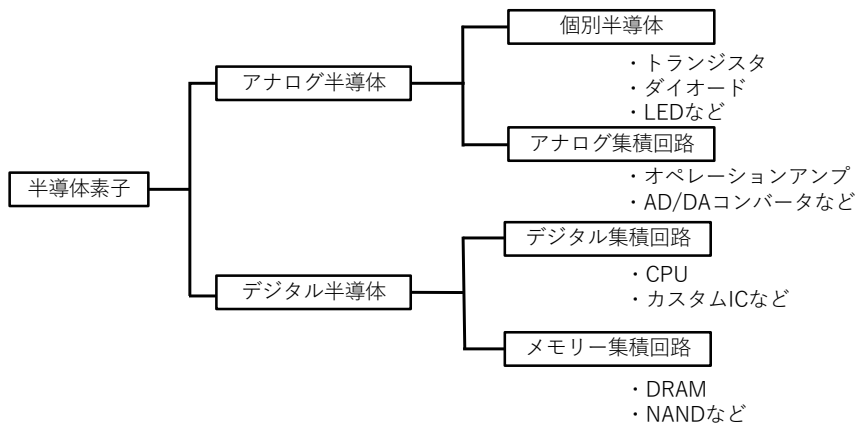 半導体素子
アナログ半導体
個別半導体
・トランジスタ
・ダイオード
・LEDなど
アナログ集積回路
・オペレーションアンプ
・AD/DAコンバータなど
デジタル半導体
デジタル集積回路
・CPU
・カスタムICなど
メモリー集積回路
・DRAM
・NANDなど